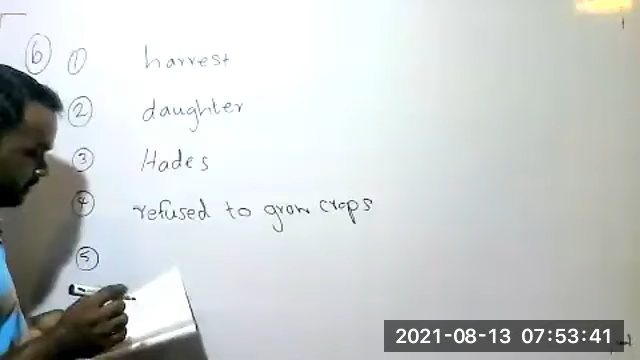 6 1 harvest
2 daughter
3 Hades
4 refused to grow crops
5
2021-08-13 07:53:41